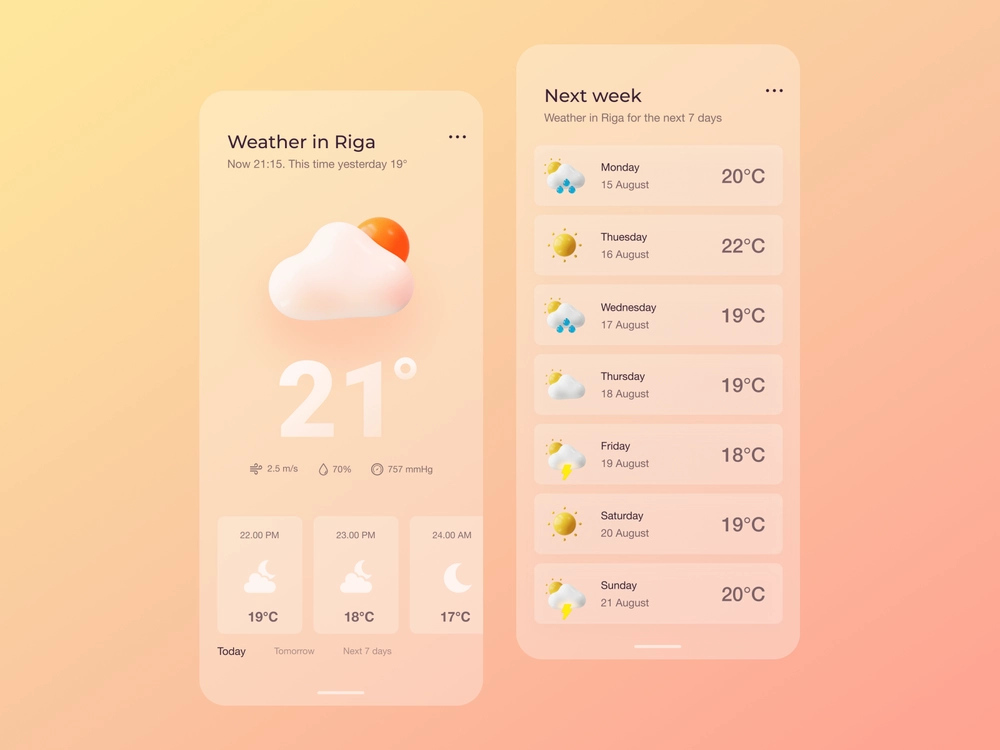 Weather in Riga
Now 21:15. This time yesterday 19°
21°
2.5 m/s 70% 757 mmHg
22.00 PM 23.00 PM 24.00 AM
19°C 18°C 17°C
Today Tomorrow Next 7 days
Next week
Weather in Riga for the next 7 days
Monday
15 August
20°C
Thuesday
16 August
22°C
Wednesday
17 August
19°C
Thursday
18 August
19°C
Friday
19 August
18°C
Saturday
20 August
19°C
Sunday
21 August
20°C